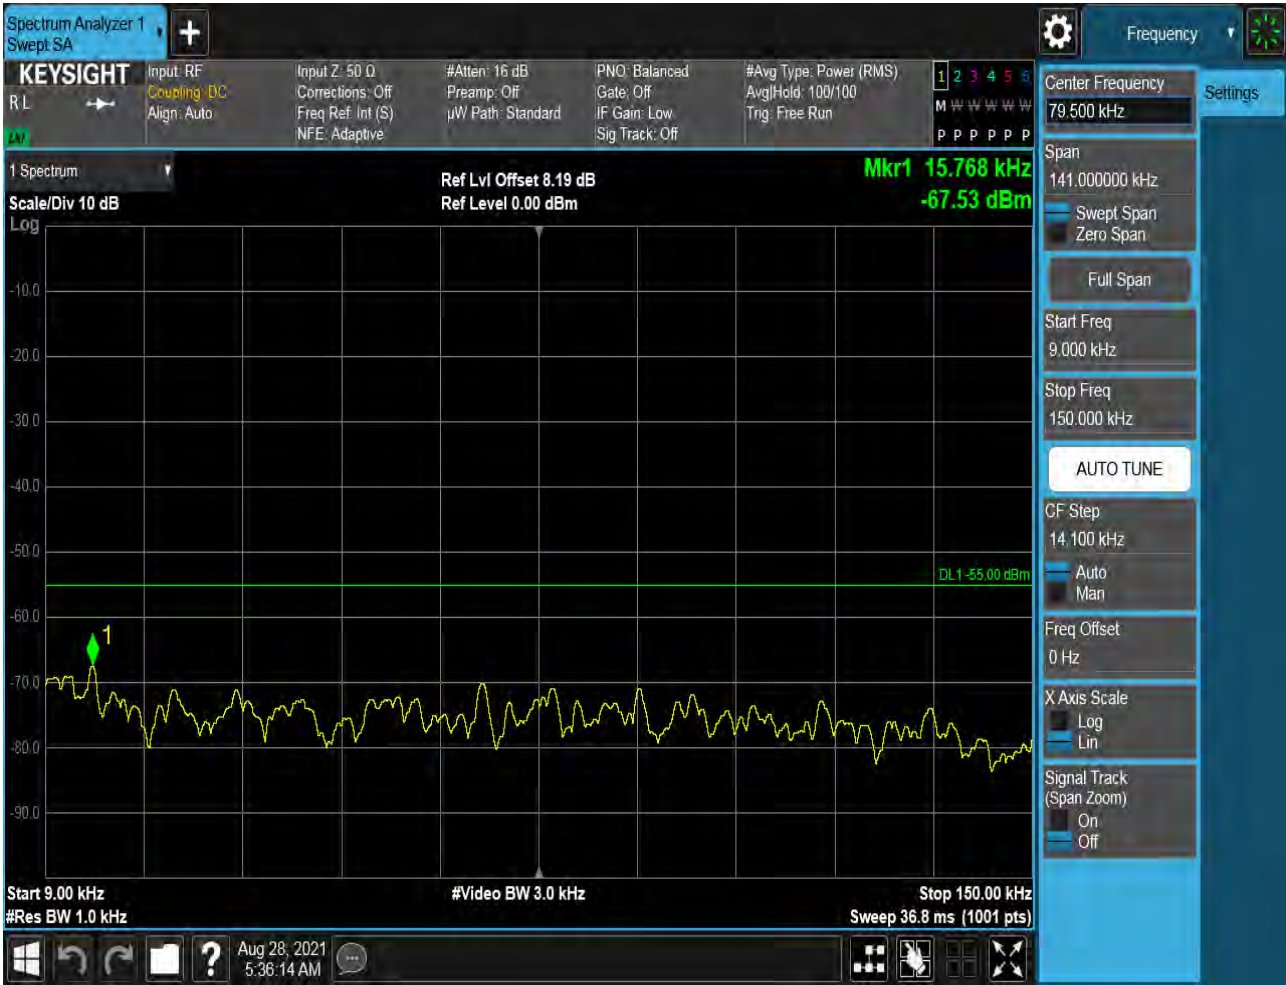 Spectrum Analyzer 1
Swept SA
Frequency
KEYSIGHT
R L
LXI
Input: RF
Coupling: DC
Align: Auto
Input Z: 50 Ω
Corrections: Off
Freq Ref: Int (S)
NFE: Adaptive
#Atten: 16 dB
Preamp: Off
µW Path: Standard
PNO: Balanced
Gate: Off
IF Gain: Low
Sig Track: Off
#Avg Type: Power (RMS)
Avg|Hold: 100/100
Trig: Free Run
1 2 3 4 5 6
M W W W W W
P P P P P P
1 Spectrum
Scale/Div 10 dB
Log
Ref Lvl Offset 8.19 dB
Ref Level 0.00 dBm
Mkr1 15.768 kHz
-67.53 dBm
-10.0
-20.0
-30.0
-40.0
-50.0
DL1 -55.00 dBm
-60.0
1
-70.0
-80.0
-90.0
Start 9.00 kHz
#Res BW 1.0 kHz
#Video BW 3.0 kHz
Stop 150.00 kHz
Sweep 36.8 ms (1001 pts)
Center Frequency
79.500 kHz
Settings
Span
141.000000 kHz
Swept Span
Zero Span
Full Span
Start Freq
9.000 kHz
Stop Freq
150.000 kHz
AUTO TUNE
CF Step
14.100 kHz
Auto
Man
Freq Offset
0 Hz
X Axis Scale
Log
Lin
Signal Track
(Span Zoom)
On
Off
?
Aug 28, 2021
5:36:14 AM